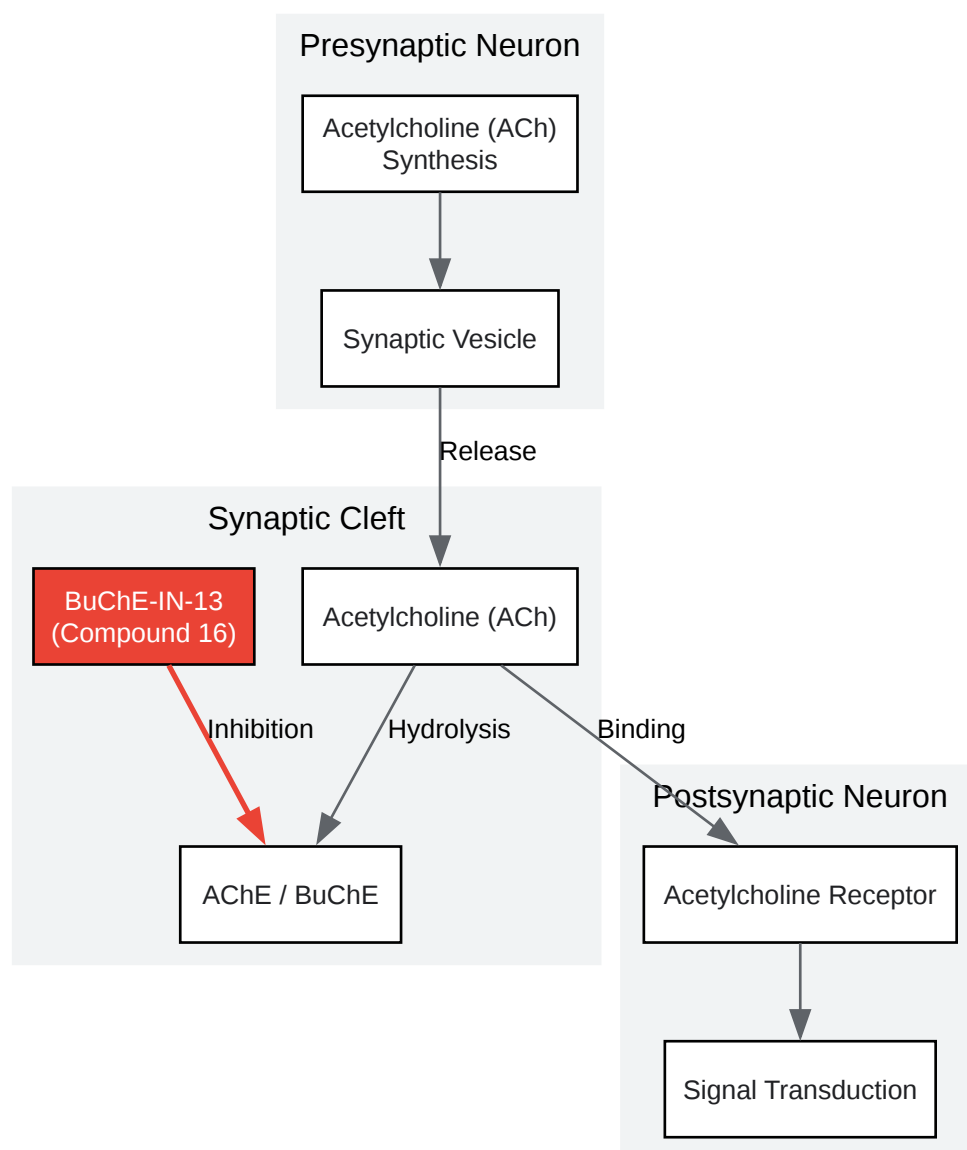 Presynaptic Neuron
Acetylcholine (ACh)
Synthesis
Synaptic Vesicle
Release
Synaptic Cleft
BuChE-IN-13
(Compound 16)
Acetylcholine (ACh)
Inhibition
Hydrolysis
Binding
Postsynaptic Neuron
AChE / BuChE
Acetylcholine Receptor
Signal Transduction